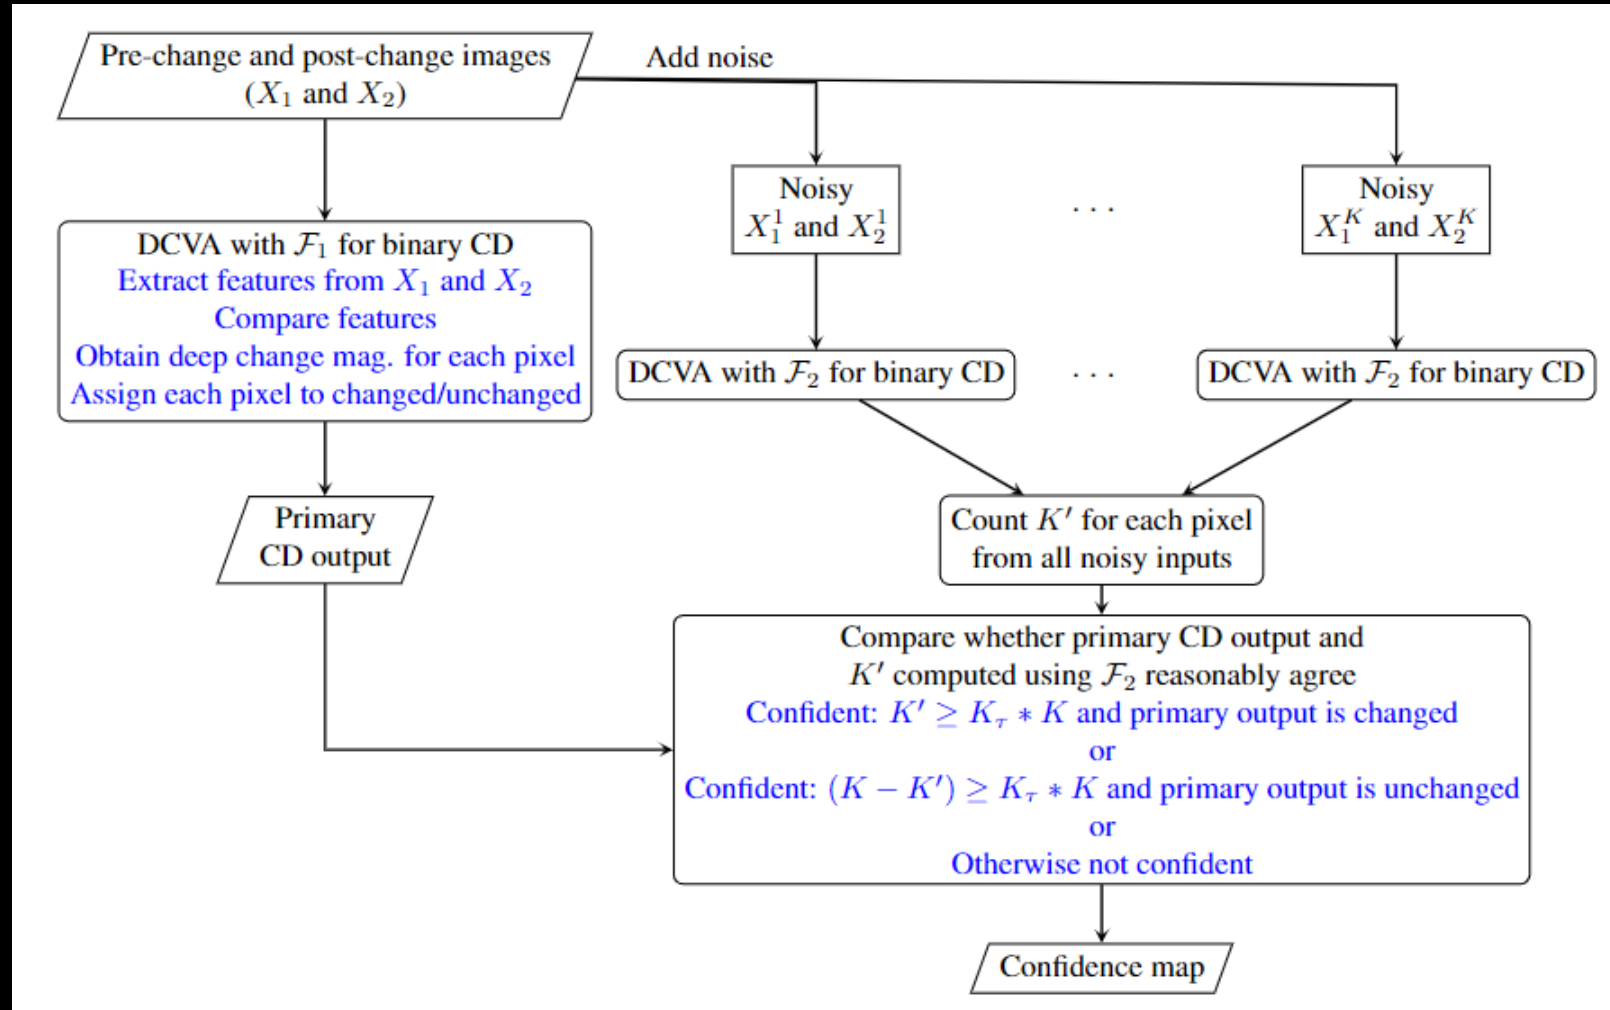 Pre-change and post-change images
(X₁ and X₂)
Add noise
Noisy
X₁¹ and X₂¹
. . .
Noisy
X₁ᴷ and X₂ᴷ
DCVA with ℱ₁ for binary CD
Extract features from X₁ and X₂
Compare features
Obtain deep change mag. for each pixel
Assign each pixel to changed/unchanged
DCVA with ℱ₂ for binary CD
. . .
DCVA with ℱ₂ for binary CD
Primary
CD output
Count K′ for each pixel
from all noisy inputs
Compare whether primary CD output and
K′ computed using ℱ₂ reasonably agree
Confident: K′ ≥ K_τ * K and primary output is changed
or
Confident: (K − K′) ≥ K_τ * K and primary output is unchanged
or
Otherwise not confident
Confidence map